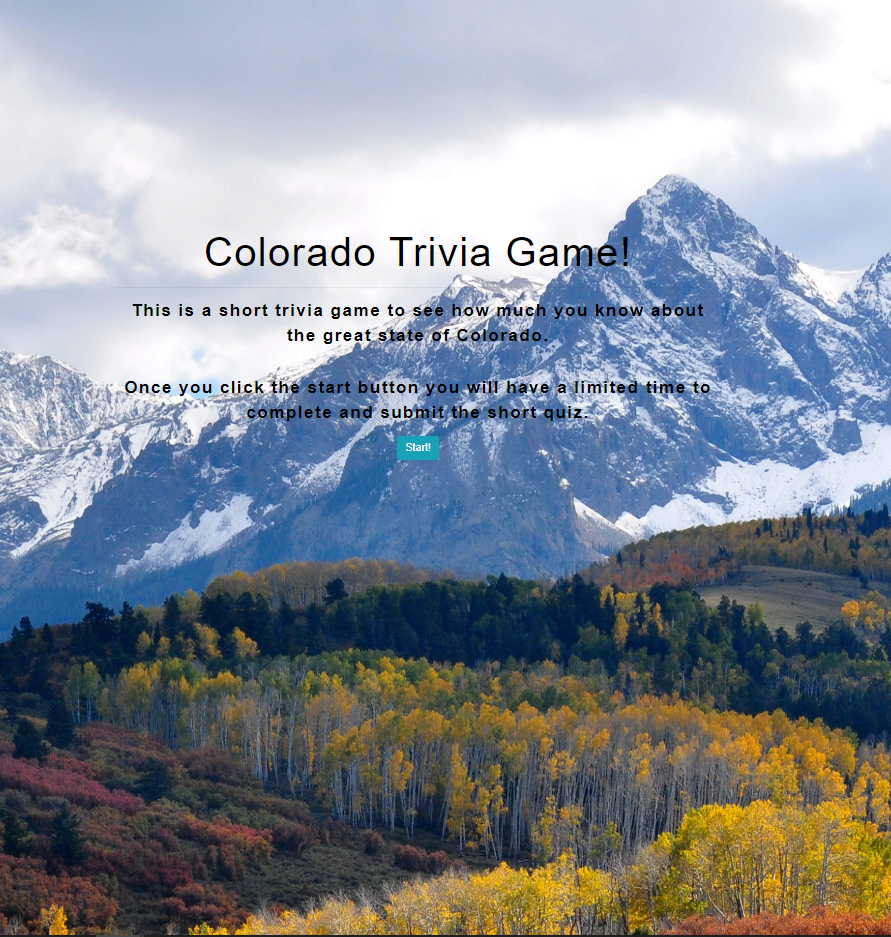 Colorado Trivia Game!
This is a short trivia game to see how much you know about
the great state of Colorado.
Once you click the start button you will have a limited time to
complete and submit the short quiz.
Start!